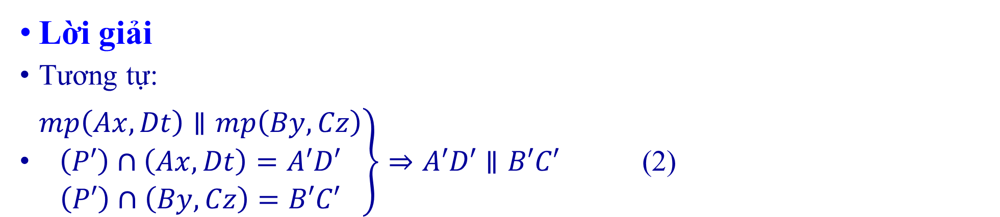 • Lời giải
• Tương tự:
mp(Ax, Dt) ∥ mp(By, Cz)
• (P′) ∩ (Ax, Dt) = A′D′ } ⇒ A′D′ ∥ B′C′ (2)
(P′) ∩ (By, Cz) = B′C′